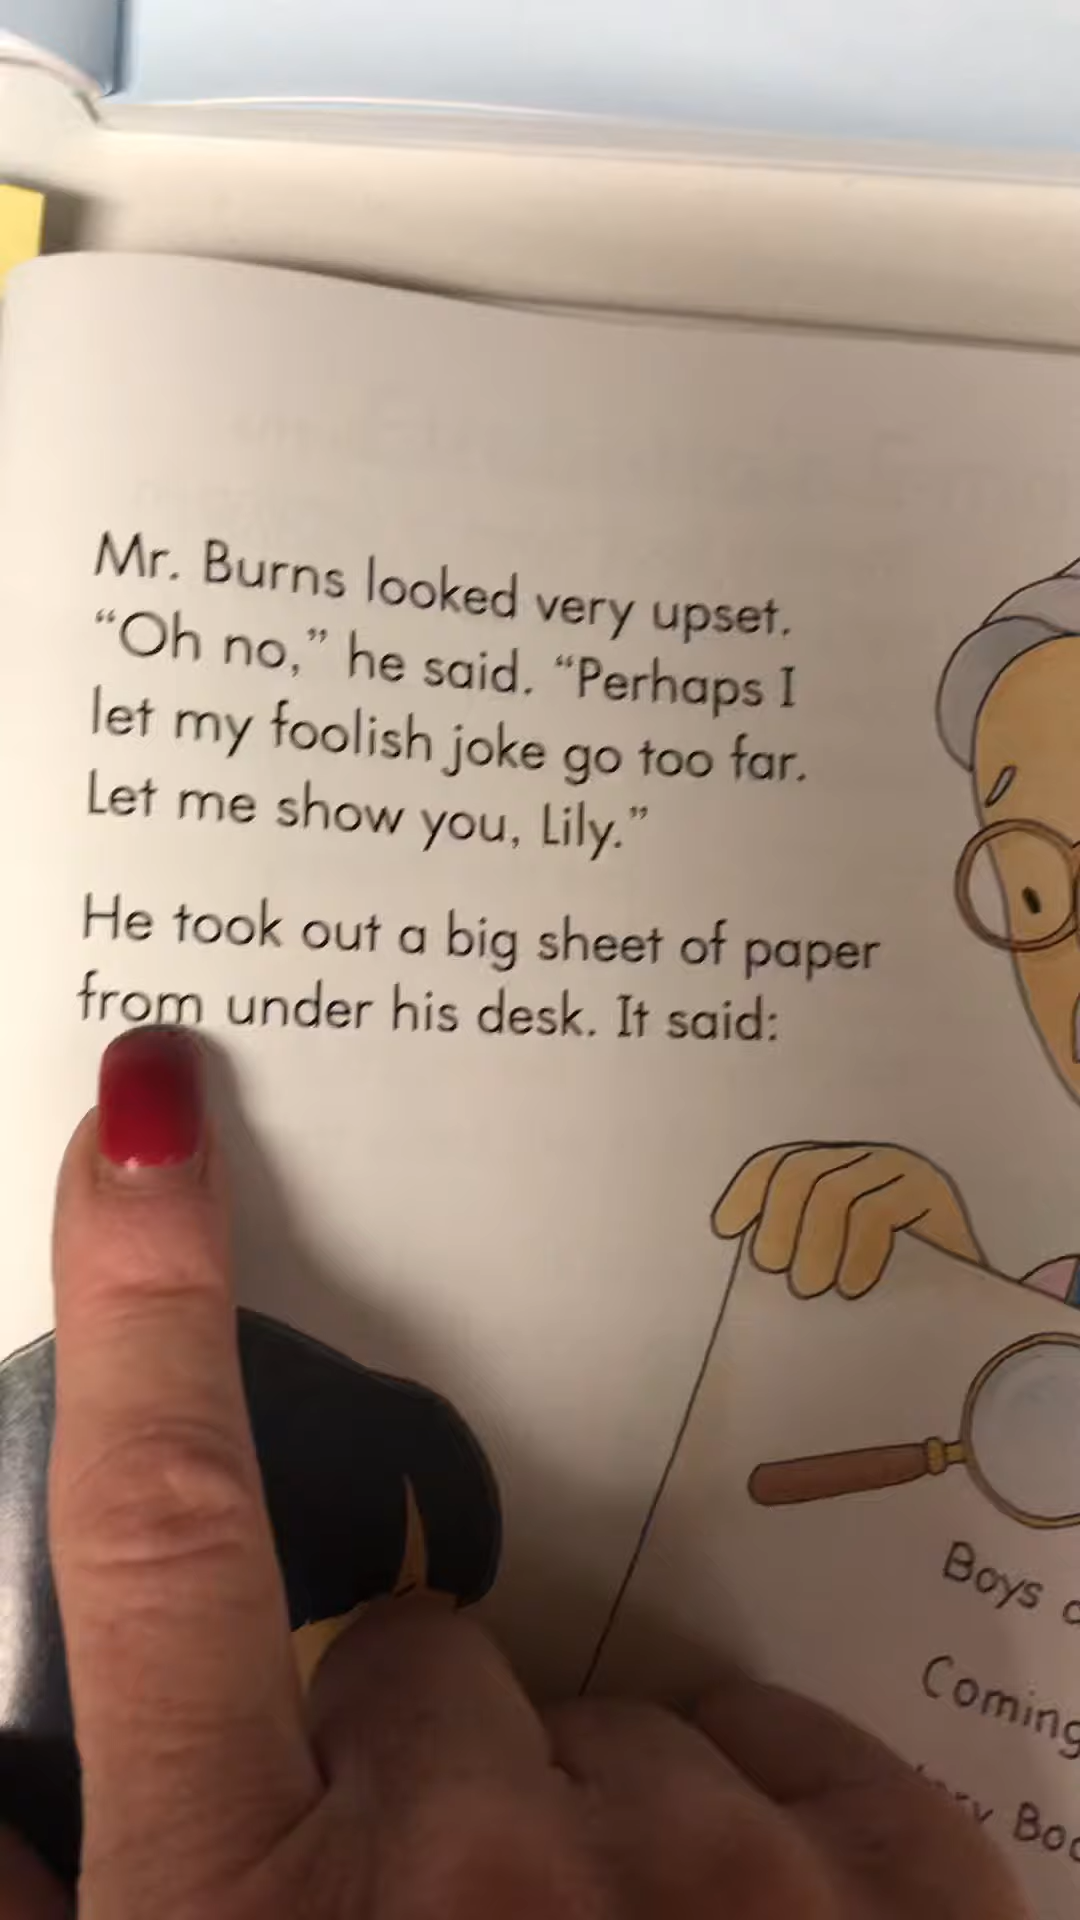 Mr. Burns looked very upset.
“Oh no,” he said. “Perhaps I
let my foolish joke go too far.
Let me show you, Lily.”
He took out a big sheet of paper
from under his desk. It said:
Boys
Coming